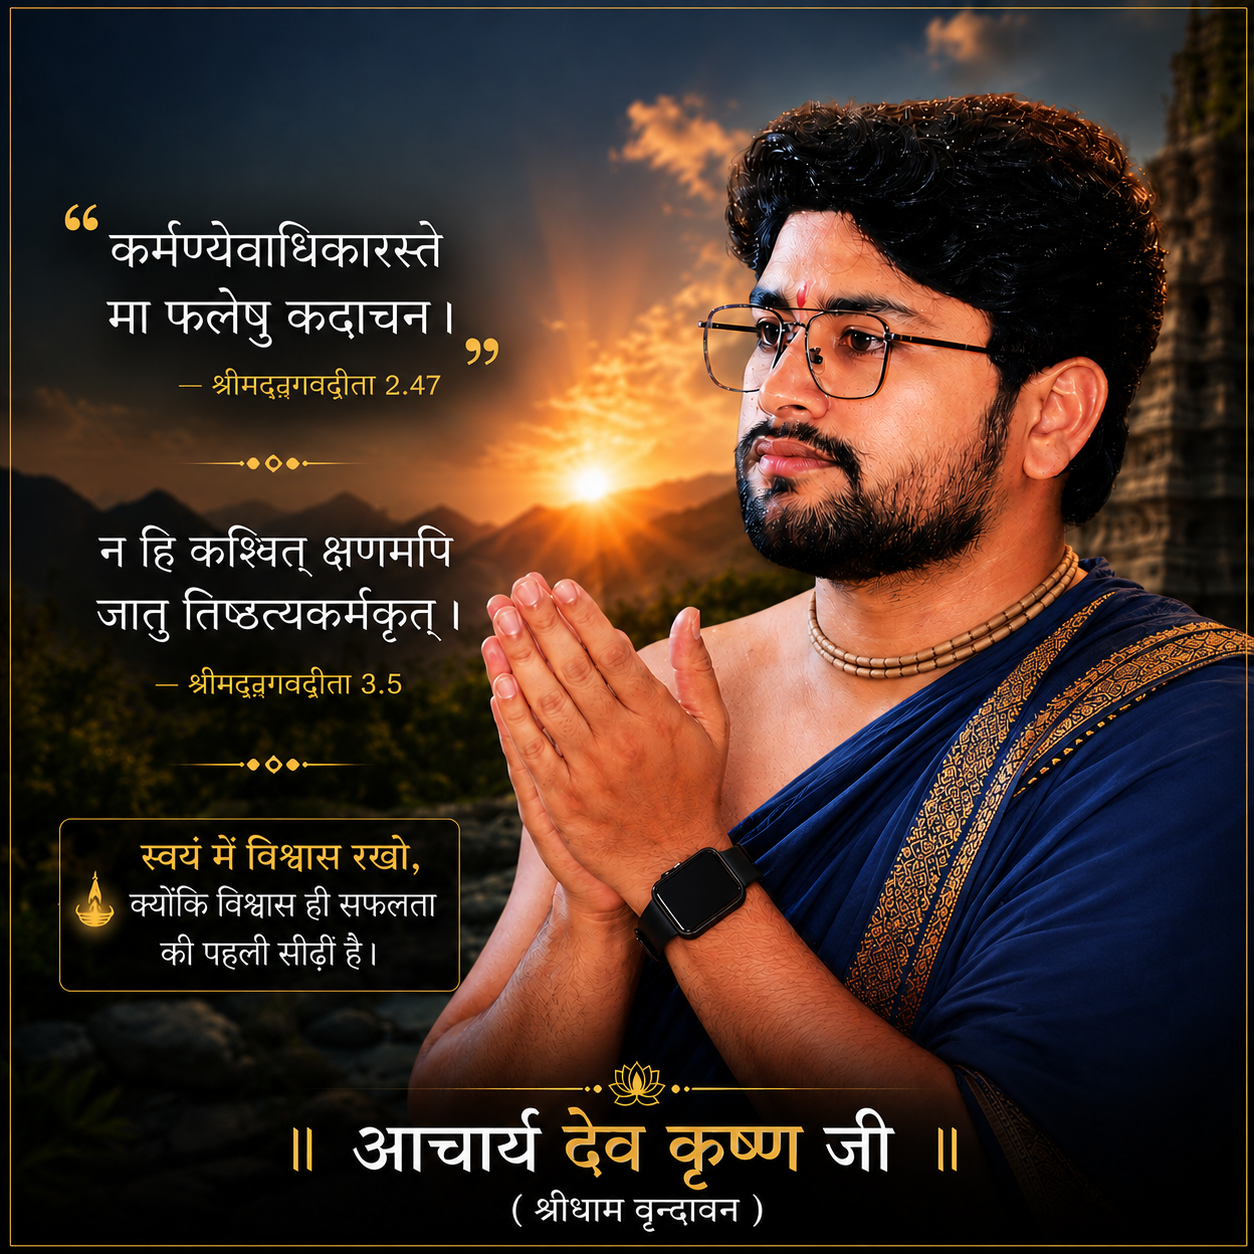 “ कर्मण्येवाधिकारस्ते
मा फलेषु कदाचन। ”
– श्रीमद्भगवद्गीता 2.47
न हि कश्चित् क्षणमपि
जातु तिष्ठत्यकर्मकृत्।
– श्रीमद्भगवद्गीता 3.5
स्वयं में विश्वास रखो,
क्योंकि विश्वास ही सफलता
की पहली सीढ़ीं है।
॥ आचार्य देव कृष्ण जी ॥
( श्रीधाम वृन्दावन )